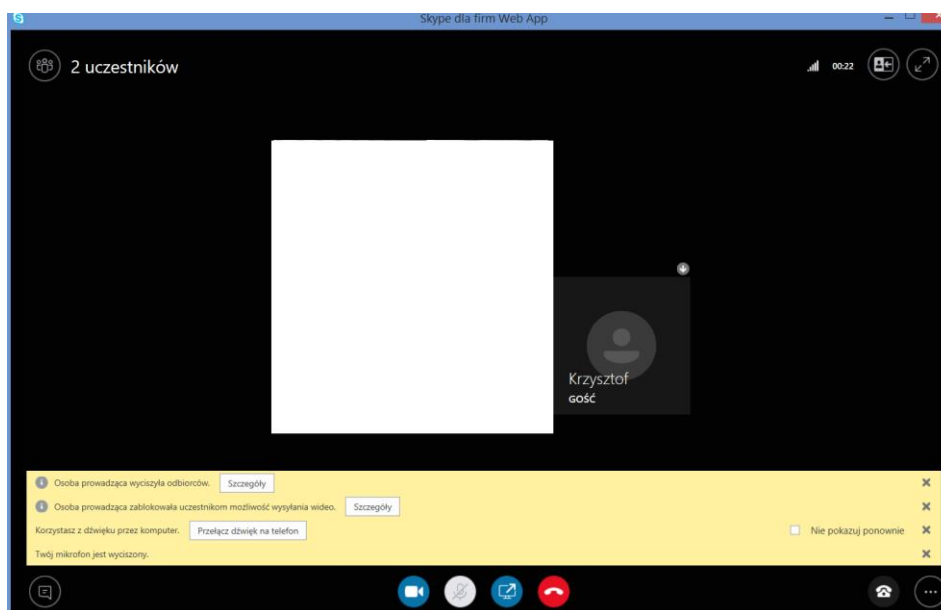 Skype dla firm Web App
2 uczestników
00:22
Krzysztof
GOŚĆ
Osoba prowadząca wyciszyła odbiorców. Szczegóły
Osoba prowadząca zablokowała uczestnikom możliwość wysyłania wideo. Szczegóły
Korzystasz z dźwięku przez komputer. Przełącz dźwięk na telefon Nie pokazuj ponownie
Twój mikrofon jest wyciszony.